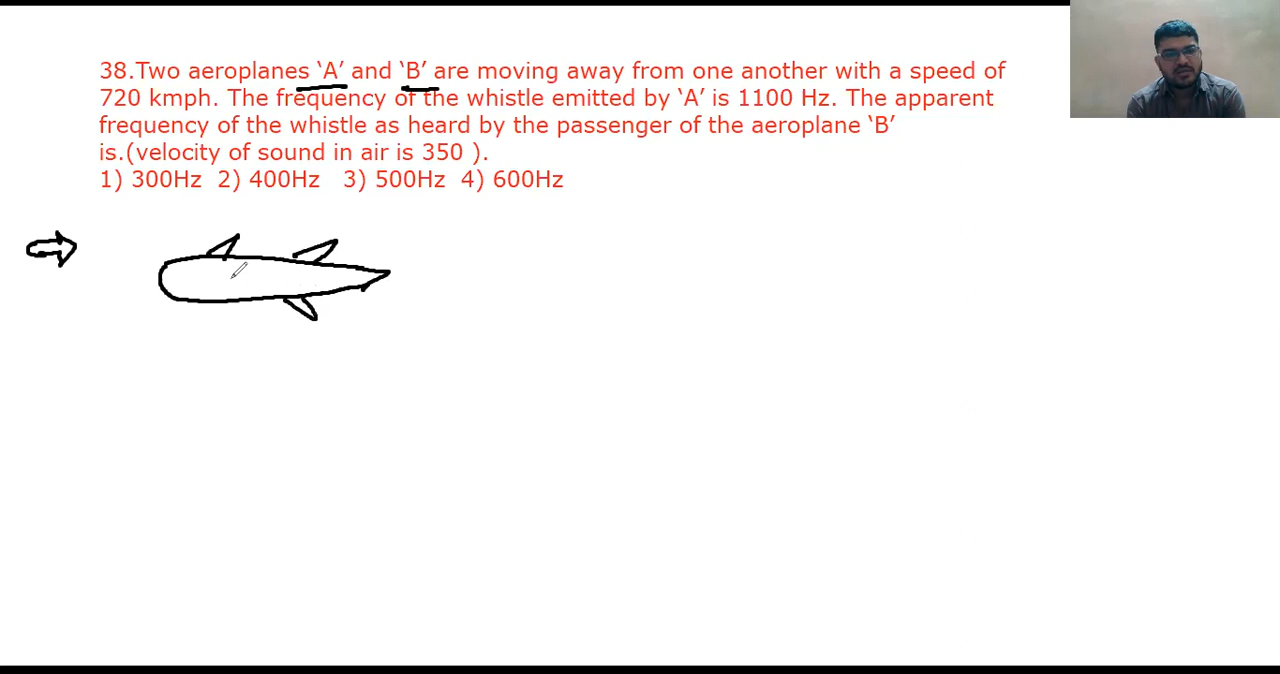 38.Two aeroplanes ‘A’ and ‘B’ are moving away from one another with a speed of
720 kmph. The frequency of the whistle emitted by ‘A’ is 1100 Hz. The apparent
frequency of the whistle as heard by the passenger of the aeroplane ‘B’
is.(velocity of sound in air is 350 ).
1) 300Hz 2) 400Hz 3) 500Hz 4) 600Hz